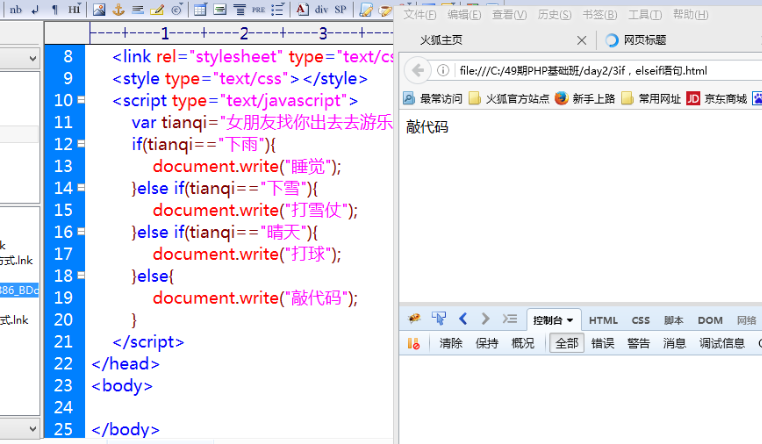 nb ↵ ¶ Hi
PRE
A div SP
----+----1----+----2----+----3----+----
8 <link rel="stylesheet" type="text/cs
9 <style type="text/css"></style>
10 <script type="text/javascript">
11 var tianqi="女朋友找你出去去游乐
12 if(tianqi=="下雨"){
13 document.write("睡觉");
14 }else if(tianqi=="下雪"){
15 document.write("打雪仗");
16 }else if(tianqi=="晴天"){
17 document.write("打球");
18 }else{
19 document.write("敲代码");
20 }
21 </script>
22 </head>
23 <body>
24
25 </body>
k
方式.lnk
386_BDc
式.lnk
文件(F) 编辑(E) 查看(V) 历史(S) 书签(B) 工具(T) 帮助(H)
火狐主页 × 网页标题
file:///C:/49期PHP基础班/day2/3if，elseif语句.html
最常访问 火狐官方站点 新手上路 常用网址 JD 京东商城
敲代码
控制台 HTML CSS 脚本 DOM 网络
清除 保持 概况 全部 错误 警告 消息 调试信息